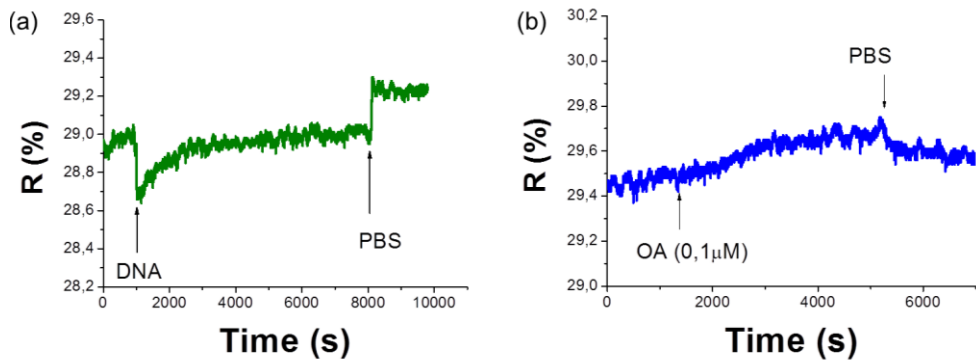 (a)
29,6
29,4
29,2
29,0
28,8
28,6
28,4
28,2
R (%)
DNA
PBS
0 2000 4000 6000 8000 10000
Time (s)
(b)
30,2
30,0
29,8
29,6
29,4
29,2
29,0
R (%)
PBS
OA (0,1μM)
0 2000 4000 6000
Time (s)